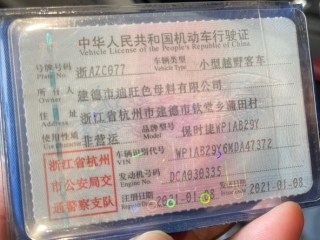 中华人民共和国机动车行驶证
Vehicle License of the People's Republic of China
号牌号码 浙AZC677 车辆类型 小型越野客车
Plate No. Vehicle Type
所有人 建德市迪旺色母料有限公司
Owner
住址 浙江省杭州市建德市钦堂乡蒲田村
Address
使用性质 非营运 品牌型号 保时捷WP1AB29Y
Use Character Model
浙江省杭州市公安局交通警察支队
车辆识别代号 WP1AB29Y6MDA47372
VIN
发动机号码 DCA030335
Engine No.
注册日期 2021-01-08 发证日期 2021-01-08
Register Date Issue Date